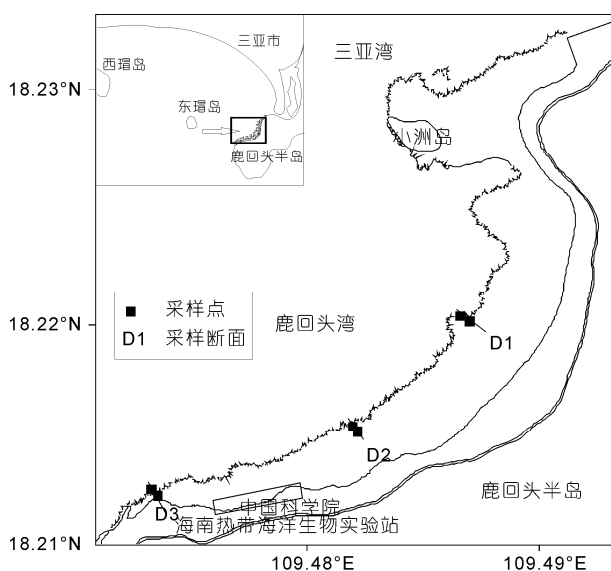 三亚市
西瑁岛
东瑁岛
鹿回头半岛
三亚湾
小洲岛
18.23°N
采样点
D1 采样断面
鹿回头湾
18.22°N
D1
D2
D3
鹿回头半岛
中国科学院
海南热带海洋生物实验站
18.21°N
109.48°E
109.49°E